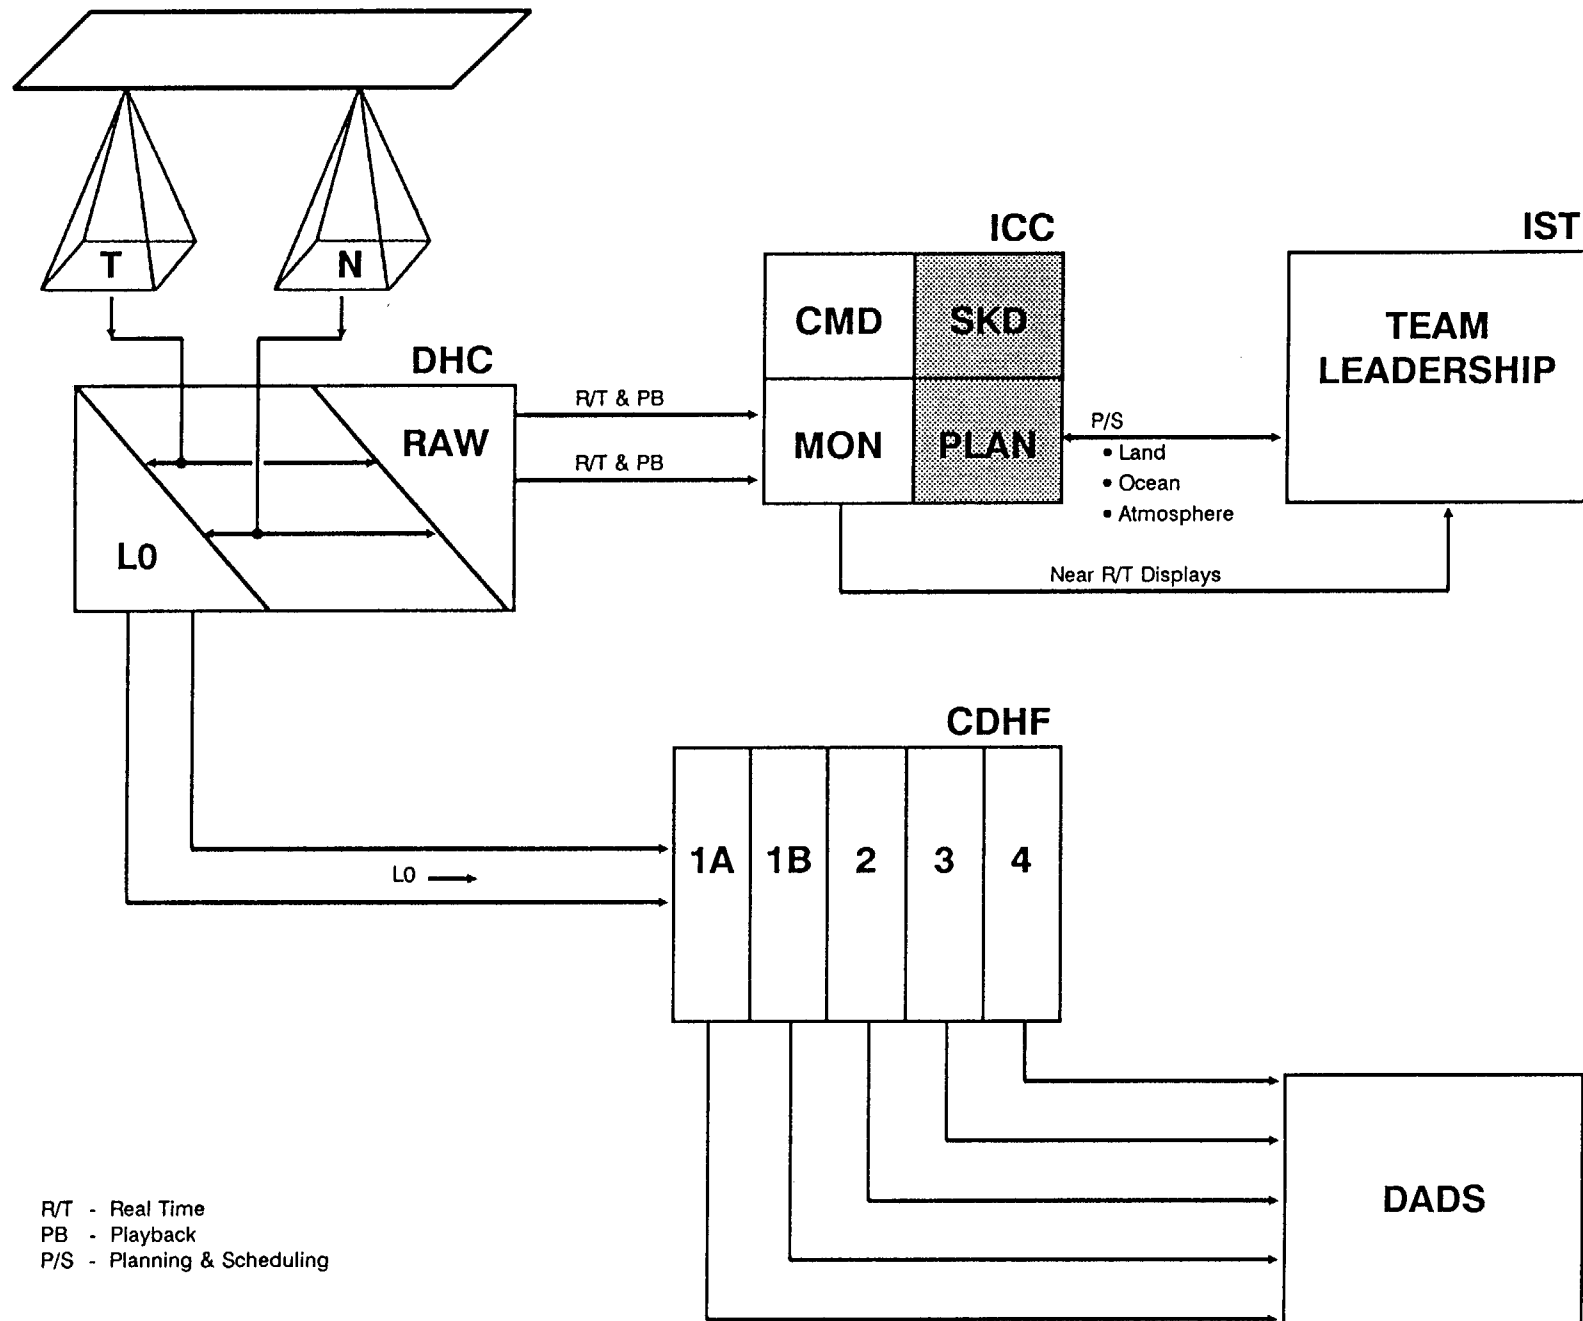 T
N
DHC
RAW
L0
R/T & PB
R/T & PB
ICC
CMD
SKD
MON
PLAN
P/S
• Land
• Ocean
• Atmosphere
IST
TEAM
LEADERSHIP
Near R/T Displays
CDHF
1A
1B
2
3
4
L0
DADS
R/T - Real Time
PB - Playback
P/S - Planning & Scheduling